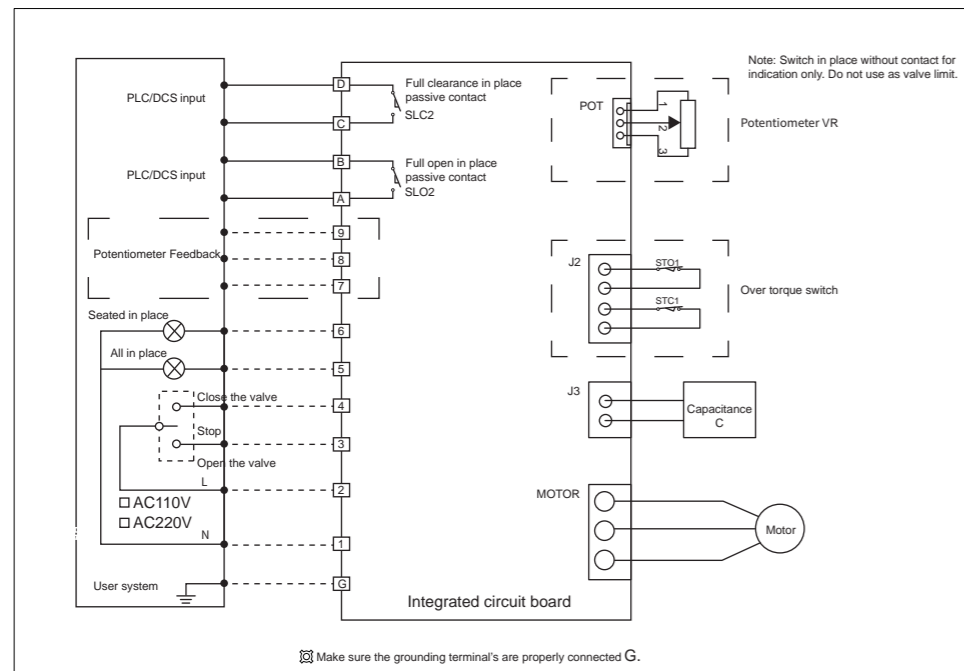 Note: Switch in place without contact for
indication only. Do not use as valve limit.
D
Full clearance in place
passive contact
SLC2
PLC/DCS input
C
B
Full open in place
passive contact
SLO2
PLC/DCS input
A
POT
1
2
3
Potentiometer VR
9
Potentiometer Feedback
8
7
J2
STO1
STC1
Over torque switch
Seated in place
6
All in place
5
Close the valve
4
Stop
3
Open the valve
L
2
AC110V
AC220V
N
1
User system
G
J3
Capacitance
C
MOTOR
Motor
Integrated circuit board
Make sure the grounding terminal's are properly connected G.